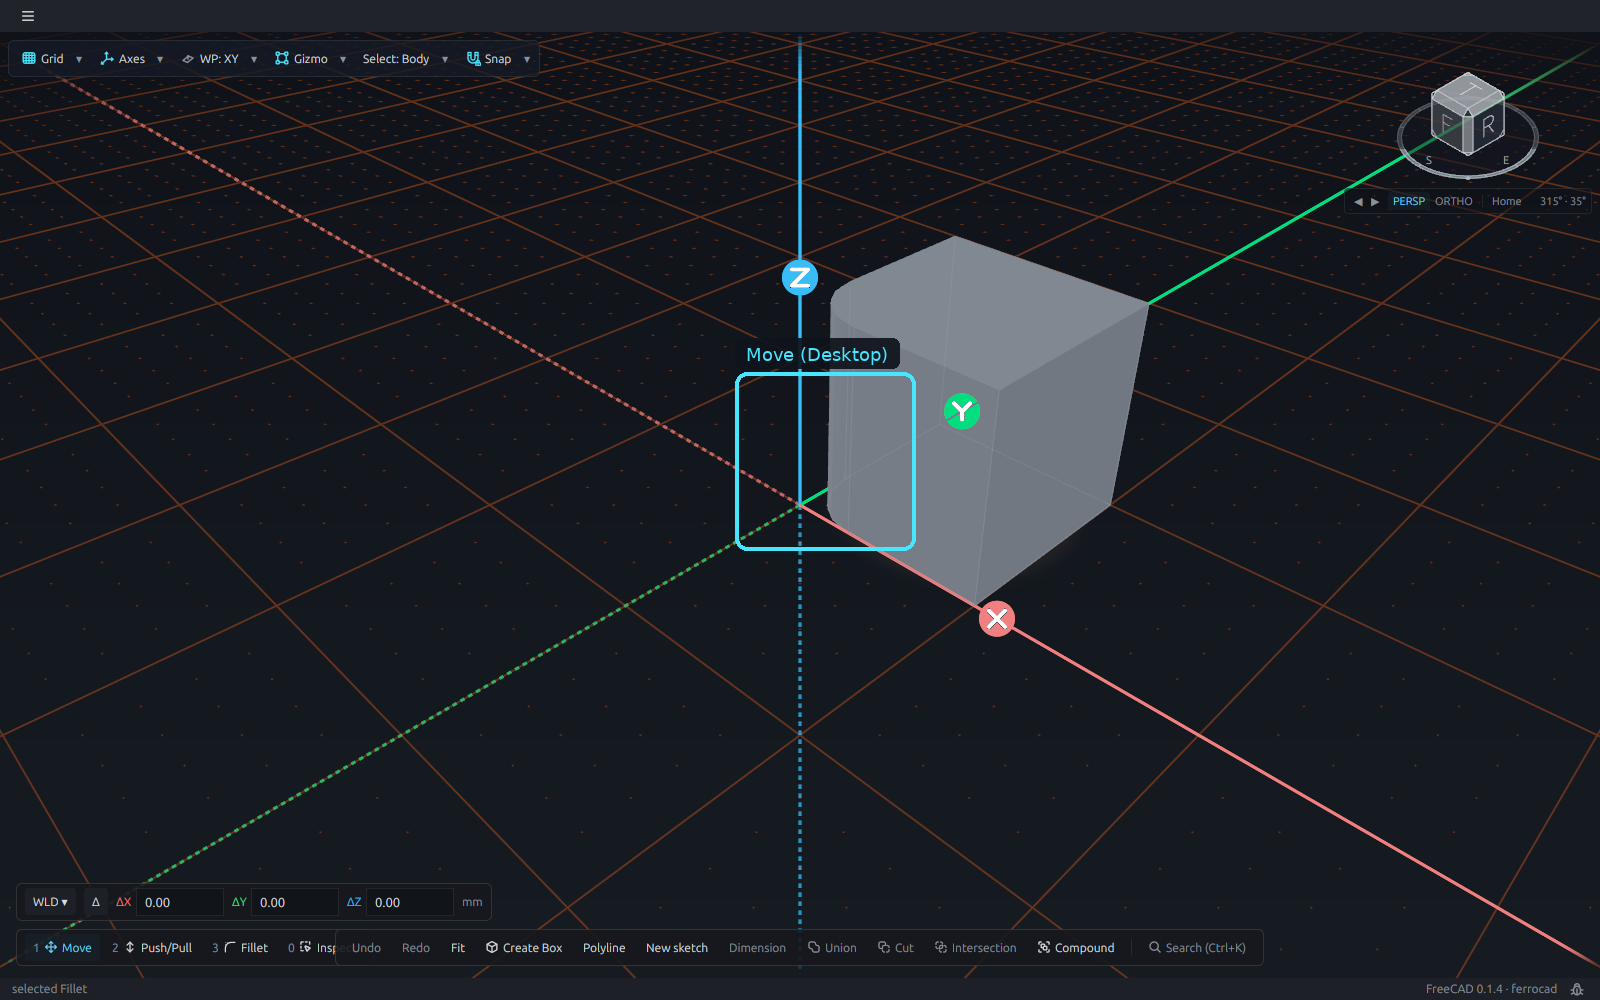 Grid ▾ Axes ▾ WP: XY ▾ Gizmo ▾ Select: Body ▾ Snap ▾
T
F R
S E
◀ ▶ PERSP ORTHO Home 315° · 35°
Z
Move (Desktop)
Y
X
WLD ▾ Δ ΔX 0.00 ΔY 0.00 ΔZ 0.00 mm
1 Move 2 Push/Pull 3 Fillet 0 Insp Undo Redo Fit Create Box Polyline New sketch Dimension Union Cut Intersection Compound Search (Ctrl+K)
selected Fillet
FreeCAD 0.1.4 · ferrocad